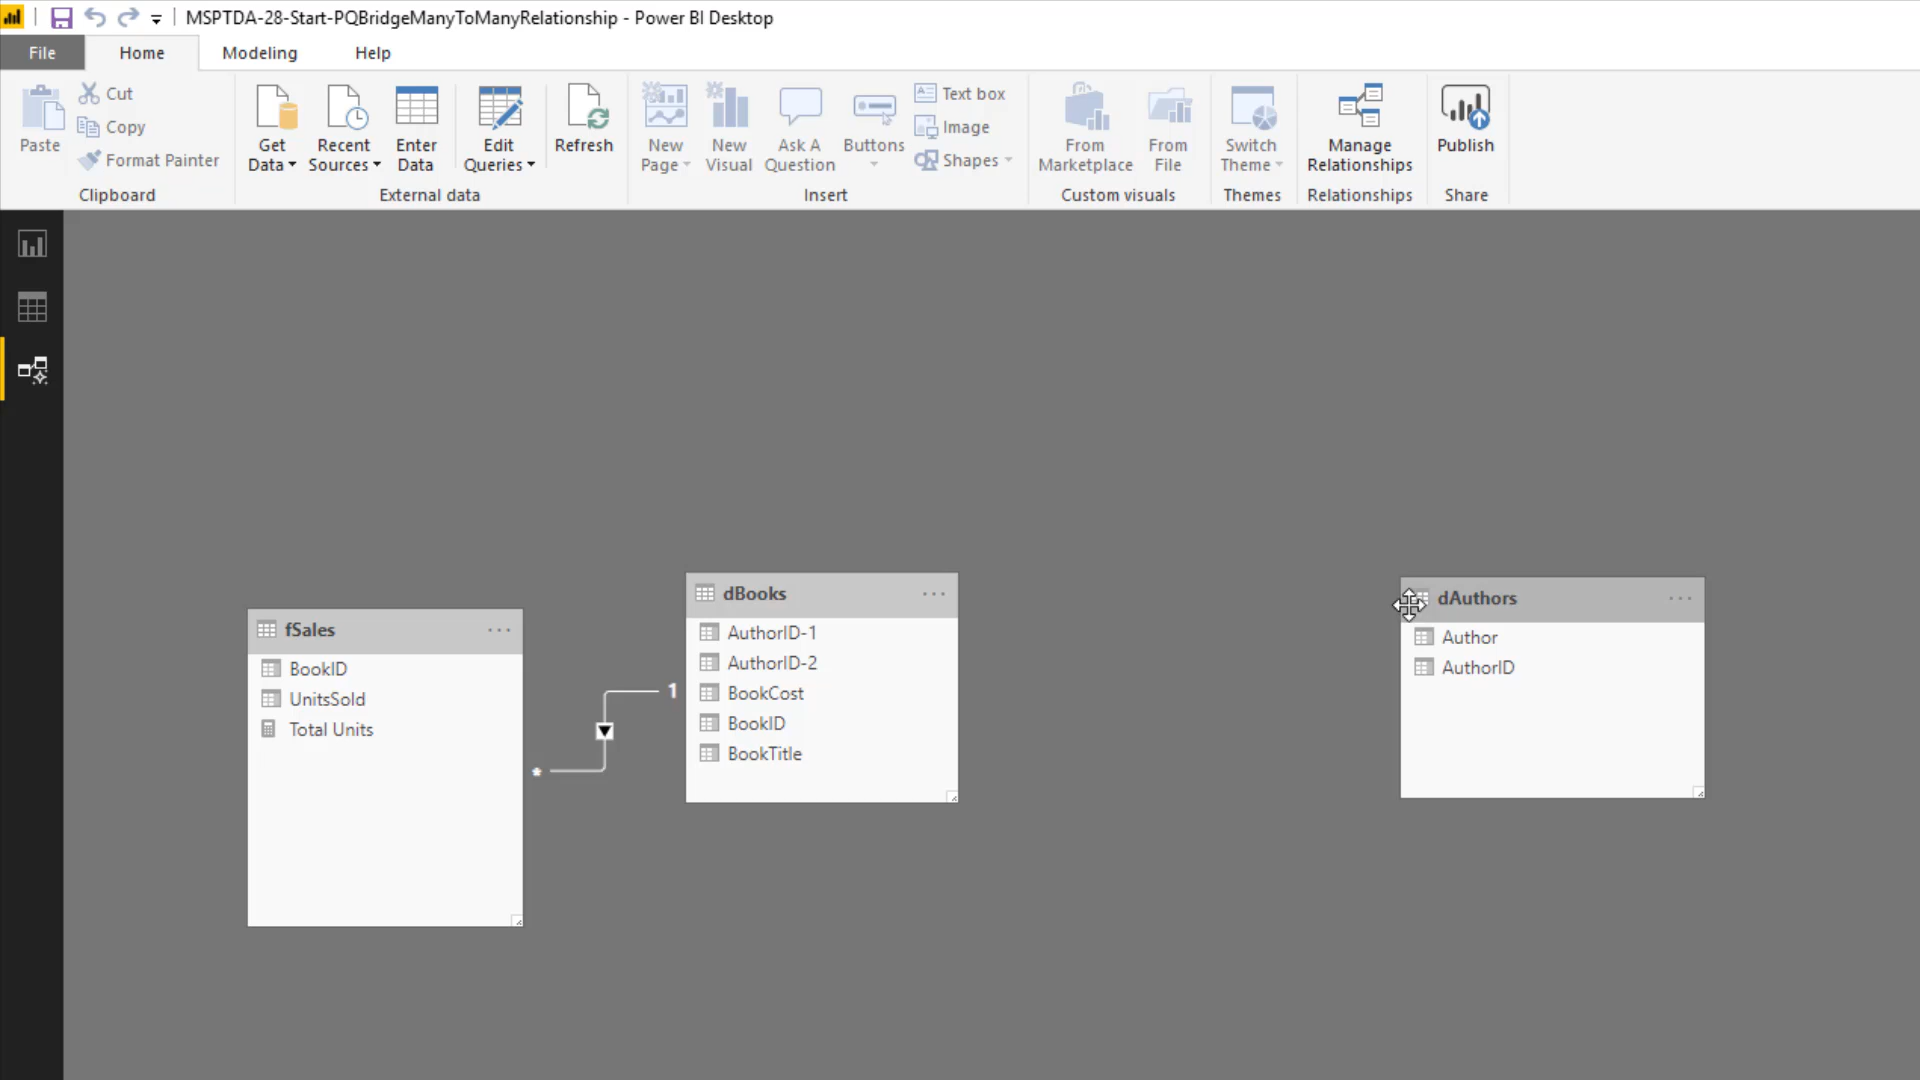 MSPTDA-28-Start-PQBridgeManyToManyRelationship - Power BI Desktop
File Home Modeling Help
Paste
Cut
Copy
Format Painter
Clipboard
Get Data
Recent Sources
Enter Data
Edit Queries
Refresh
External data
New Page
New Visual
Ask A Question
Buttons
Text box
Image
Shapes
Insert
From Marketplace
From File
Custom visuals
Switch Theme
Themes
Manage Relationships
Relationships
Publish
Share
fSales
BookID
UnitsSold
Total Units
*
1
dBooks
AuthorID-1
AuthorID-2
BookCost
BookID
BookTitle
dAuthors
Author
AuthorID